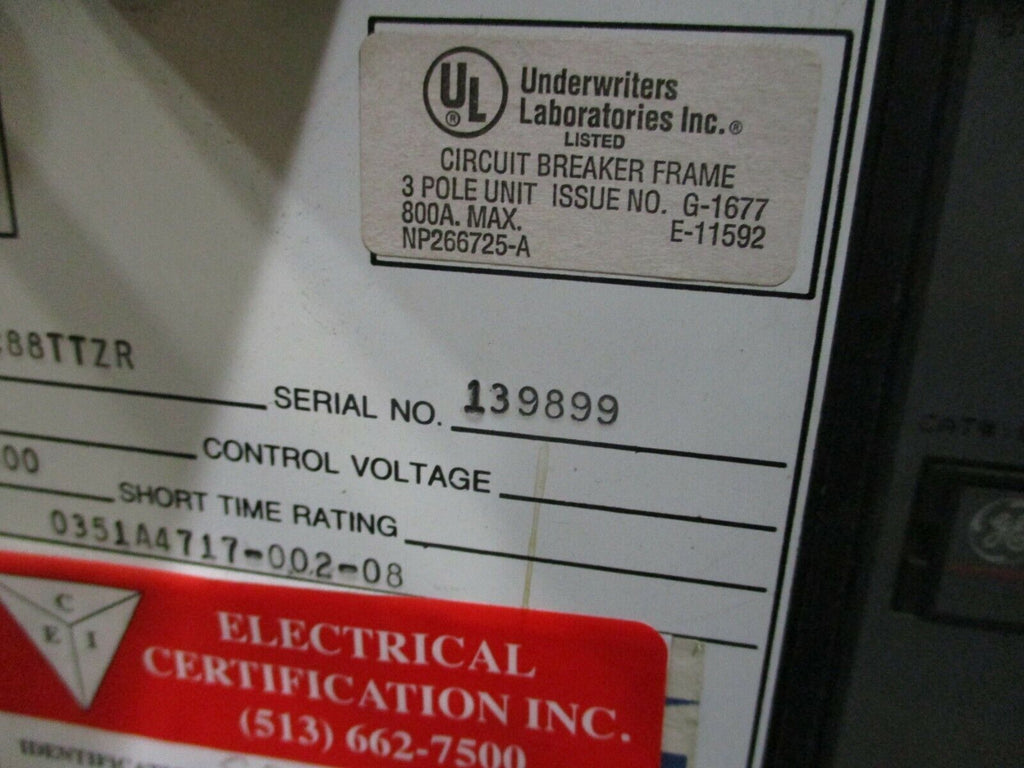 UL®
Underwriters
Laboratories Inc.®
LISTED
CIRCUIT BREAKER FRAME
3 POLE UNIT ISSUE NO. G-1677
800A. MAX. E-11592
NP266725-A
88TTZR
SERIAL NO. 139899
CONTROL VOLTAGE
00
SHORT TIME RATING
0351A4717-002-08
C
E I
ELECTRICAL
CERTIFICATION INC.
(513) 662-7500
GE